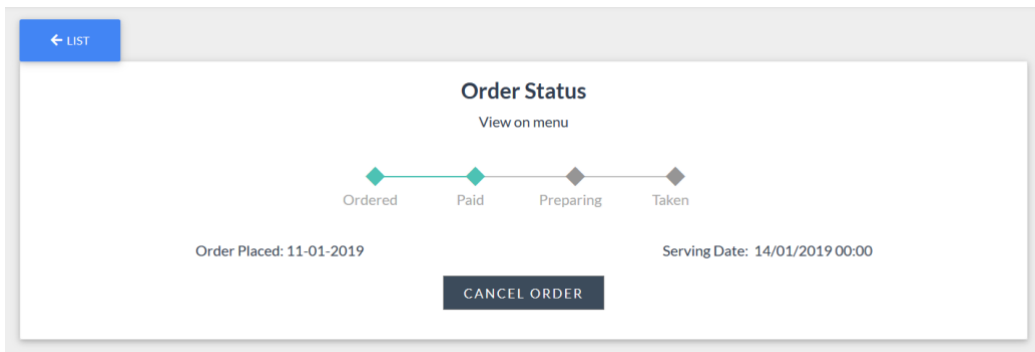 LIST
Order Status
View on menu
Ordered Paid Preparing Taken
Order Placed: 11-01-2019 Serving Date: 14/01/2019 00:00
CANCEL ORDER